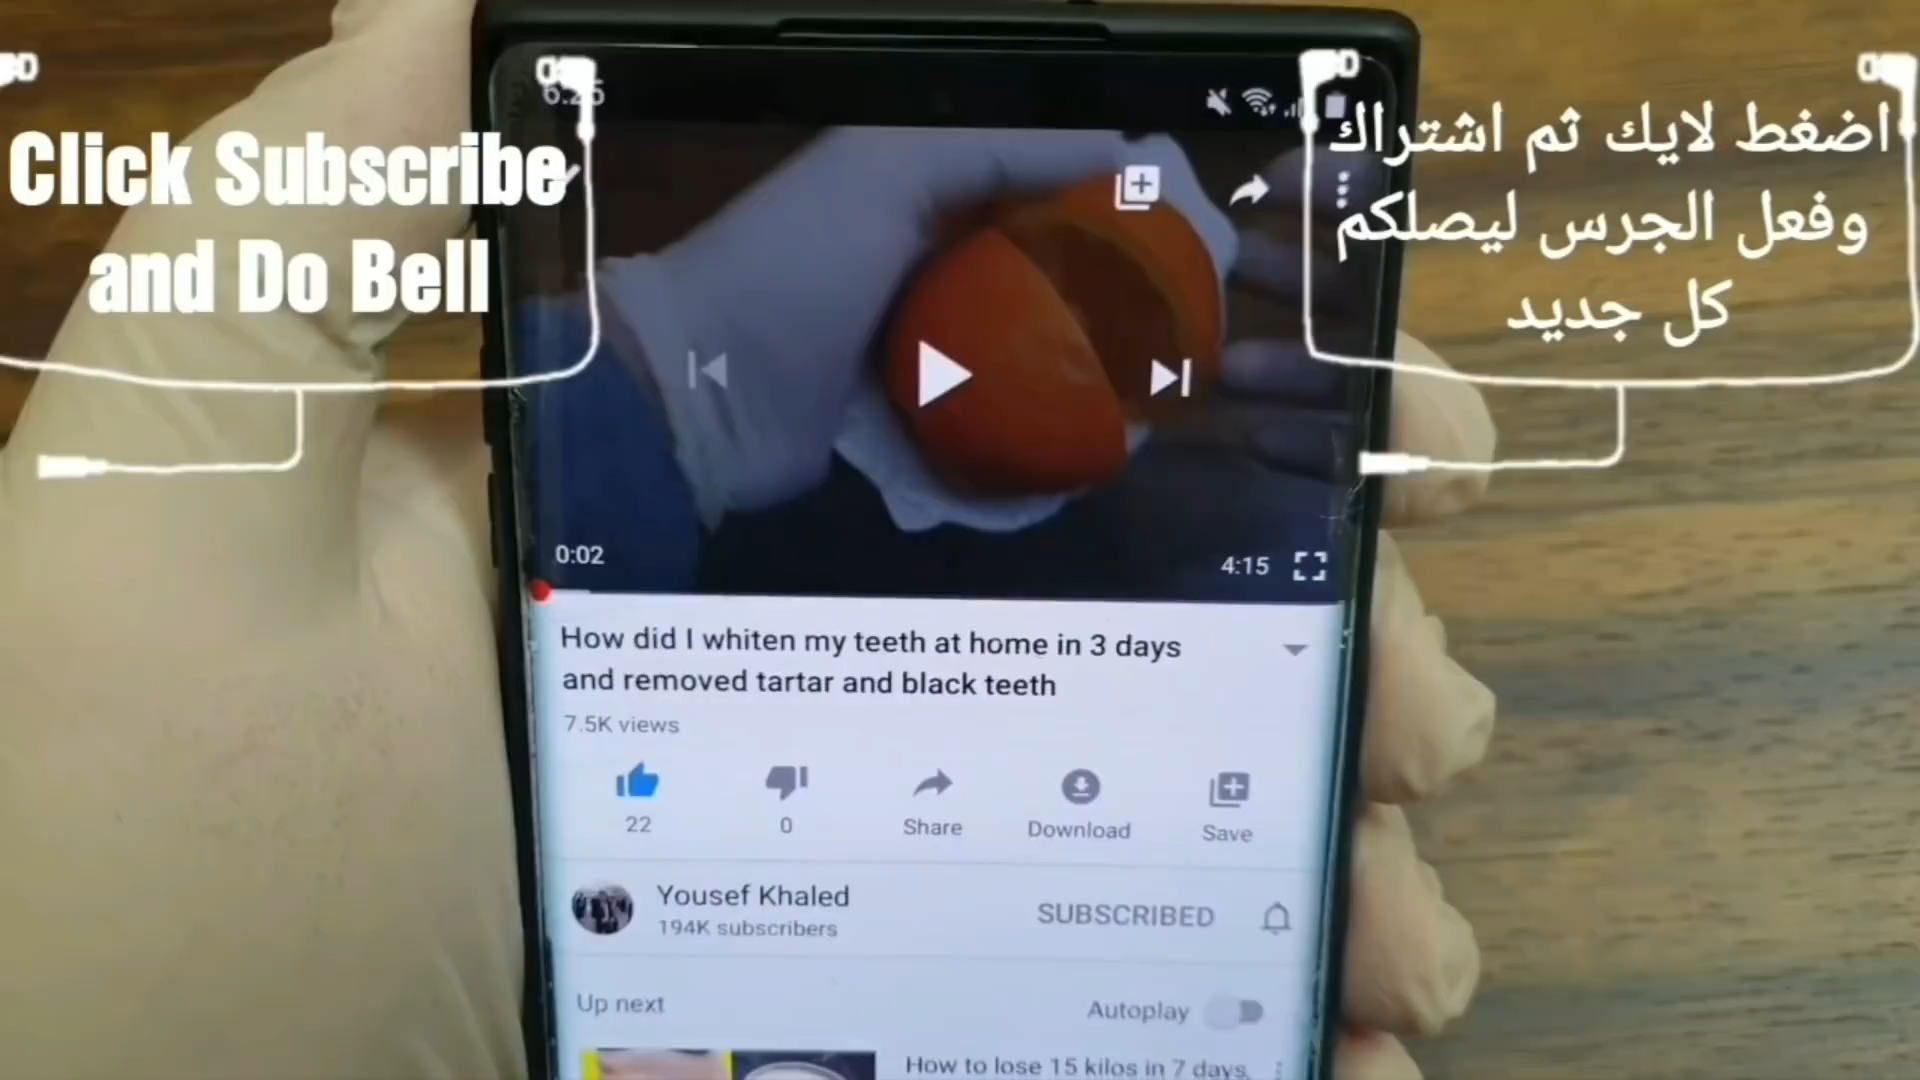 Click Subscribe
and Do Bell
اضغط لايك ثم اشتراك
وفعل الجرس ليصلكم
كل جديد
6:25
0:02
4:15
How did I whiten my teeth at home in 3 days
and removed tartar and black teeth
7.5K views
22
0
Share
Download
Save
Yousef Khaled
194K subscribers
SUBSCRIBED
Up next
Autoplay
How to lose 15 kilos in 7 days,